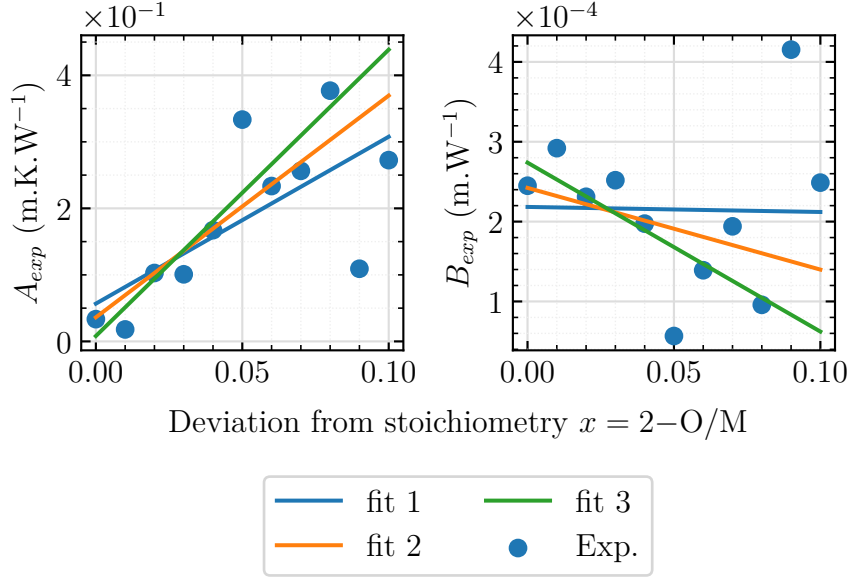 ×10⁻¹
×10⁻⁴
A_exp (m.K.W⁻¹)
4
2
0
0.00 0.05 0.10
B_exp (m.W⁻¹)
4
3
2
1
0.00 0.05 0.10
Deviation from stoichiometry x = 2−O/M
fit 1
fit 2
fit 3
Exp.